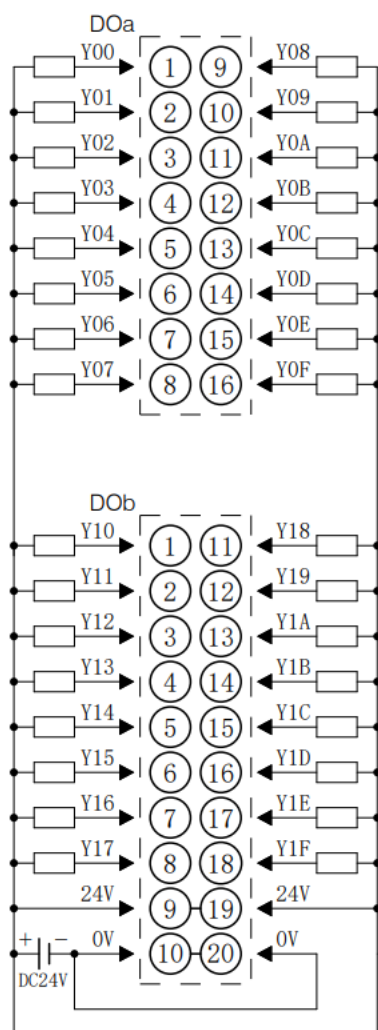 DOa
Y00 1 9 Y08
Y01 2 10 Y09
Y02 3 11 Y0A
Y03 4 12 Y0B
Y04 5 13 Y0C
Y05 6 14 Y0D
Y06 7 15 Y0E
Y07 8 16 Y0F
DOb
Y10 1 11 Y18
Y11 2 12 Y19
Y12 3 13 Y1A
Y13 4 14 Y1B
Y14 5 15 Y1C
Y15 6 16 Y1D
Y16 7 17 Y1E
Y17 8 18 Y1F
24V 9 19 24V
+ - 0V 10 20 0V
DC24V